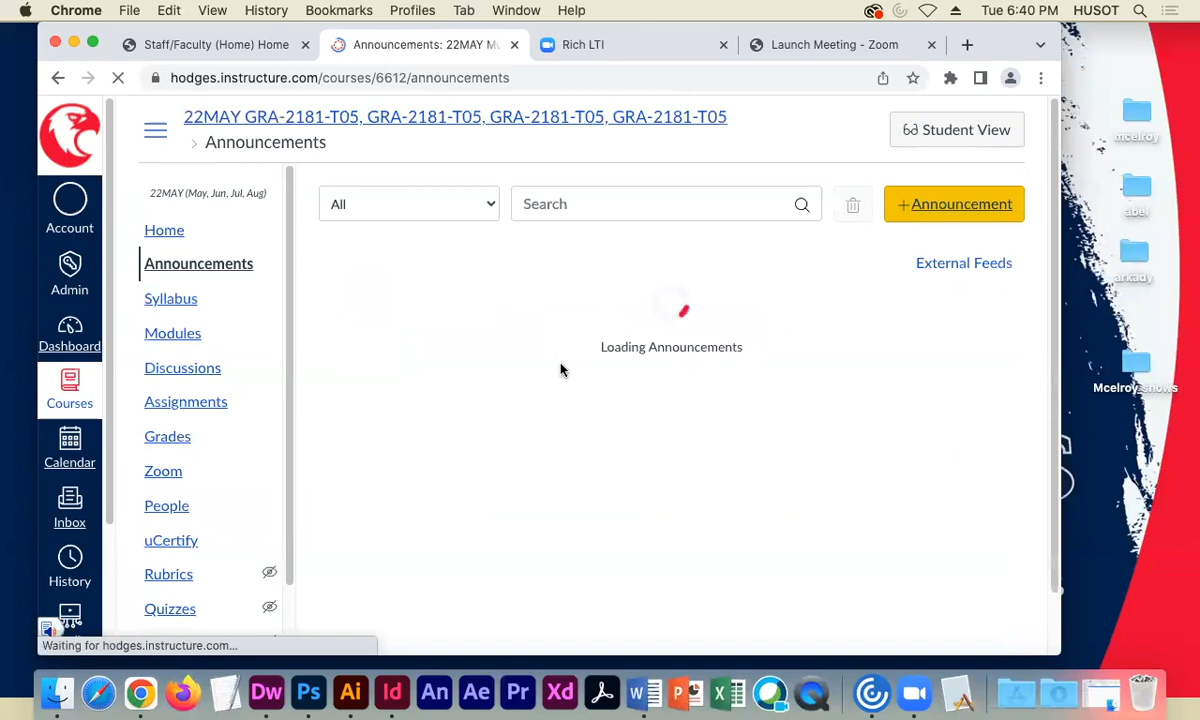 Chrome File Edit View History Bookmarks Profiles Tab Window Help Tue 6:40 PM HUSOT
Staff/Faculty (Home) Home Announcements: 22MAY Mu Rich LTI Launch Meeting - Zoom
hodges.instructure.com/courses/6612/announcements
22MAY GRA-2181-T05, GRA-2181-T05, GRA-2181-T05, GRA-2181-T05
Announcements
Student View
Account
Admin
Dashboard
Courses
Calendar
Inbox
History
22MAY (May, Jun, Jul, Aug)
Home
Announcements
Syllabus
Modules
Discussions
Assignments
Grades
Zoom
People
uCertify
Rubrics
Quizzes
All
Search
+ Announcement
External Feeds
Loading Announcements
Waiting for hodges.instructure.com...
mcelroy
abel
arkady
Mcelroy_shows
Dw Ps Ai Id An Ae Pr Xd W P X